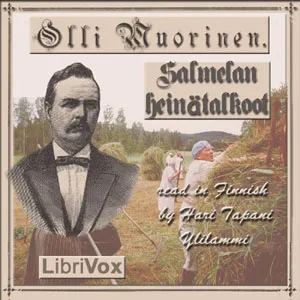 Olli Wuorinen.
Salmelan
heinätalkoot
read in Finnish
by Hari Tapani
Ylilammi
LibriVox